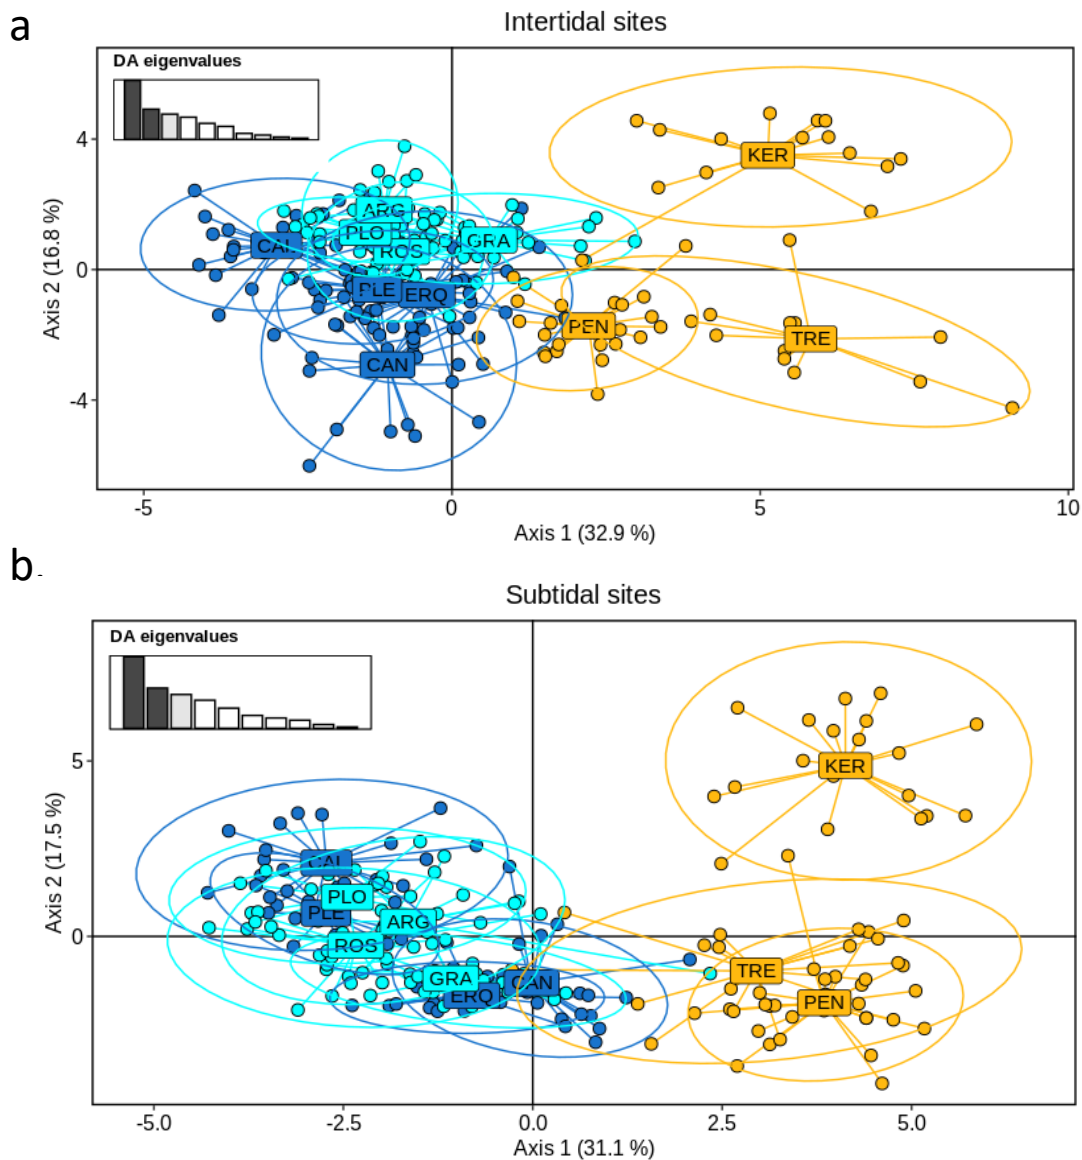 a
Intertidal sites
DA eigenvalues
4
0
-4
Axis 2 (16.8 %)
KER
ARG
PLO
GRA
CAL
ROS
PLE
ERQ
PEN
TRE
CAN
-5
0
5
10
Axis 1 (32.9 %)
b
Subtidal sites
DA eigenvalues
5
0
Axis 2 (17.5 %)
KER
CAL
PLO
PLE
ARG
ROS
TRE
GRA
CAN
ERQ
PEN
-5.0
-2.5
0.0
2.5
5.0
Axis 1 (31.1 %)